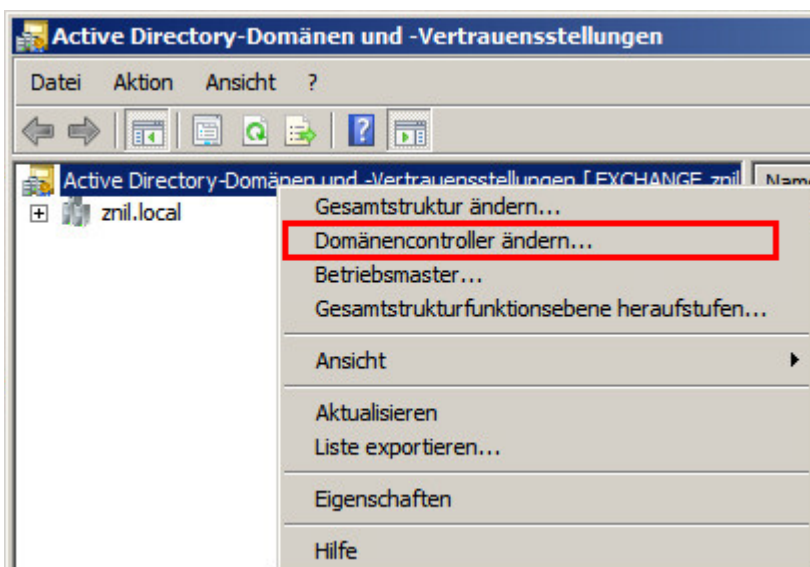 Active Directory-Domänen und -Vertrauensstellungen
Datei Aktion Ansicht ?
Active Directory-Domänen und -Vertrauensstellungen [ EXCHANGE.znil
znil.local
Gesamtstruktur ändern...
Domänencontroller ändern...
Betriebsmaster...
Gesamtstrukturfunktionsebene heraufstufen...
Ansicht
Aktualisieren
Liste exportieren...
Eigenschaften
Hilfe